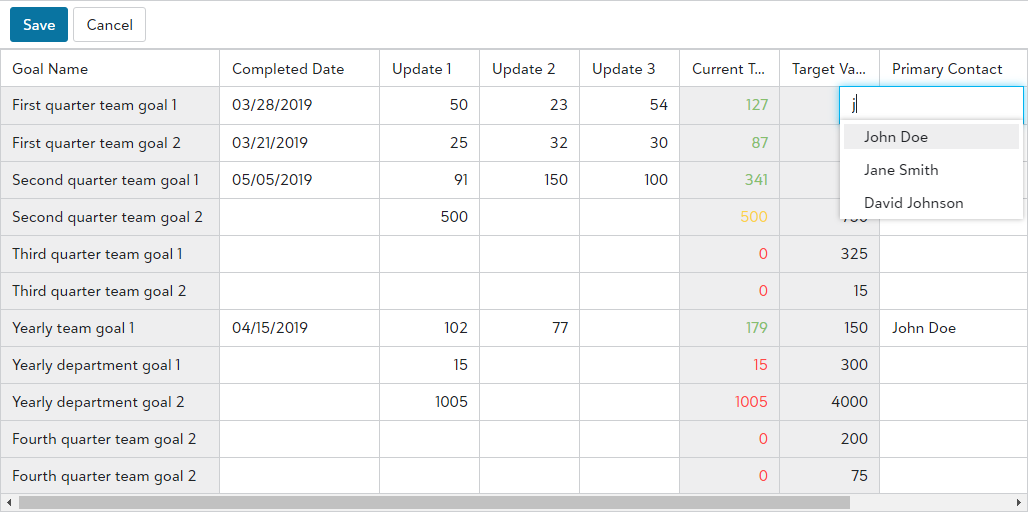 Save Cancel
Goal Name Completed Date Update 1 Update 2 Update 3 Current T... Target Va... Primary Contact
First quarter team goal 1 03/28/2019 50 23 54 127 j
First quarter team goal 2 03/21/2019 25 32 30 87 John Doe
Second quarter team goal 1 05/05/2019 91 150 100 341 Jane Smith
Second quarter team goal 2 500 500 David Johnson
Third quarter team goal 1 0 325
Third quarter team goal 2 0 15
Yearly team goal 1 04/15/2019 102 77 179 150 John Doe
Yearly department goal 1 15 15 300
Yearly department goal 2 1005 1005 4000
Fourth quarter team goal 2 0 200
Fourth quarter team goal 2 0 75